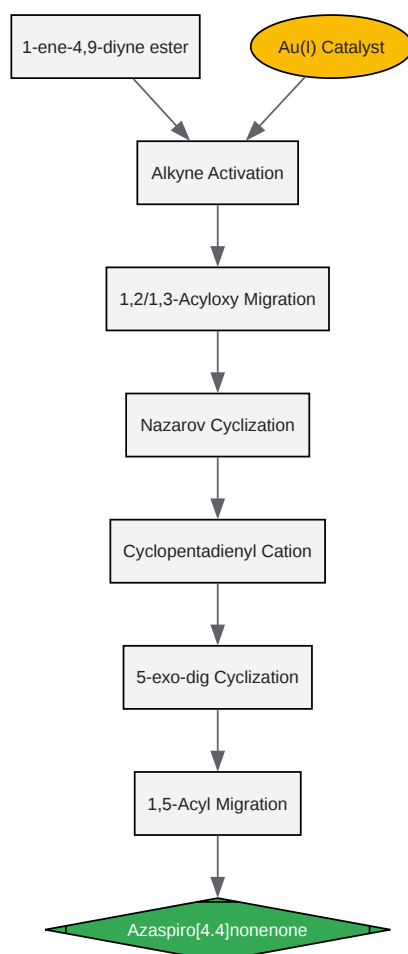 1-ene-4,9-diyne ester
Au(I) Catalyst
Alkyne Activation
1,2/1,3-Acyloxy Migration
Nazarov Cyclization
Cyclopentadienyl Cation
5-exo-dig Cyclization
1,5-Acyl Migration
Azaspiro[4.4]nonenone